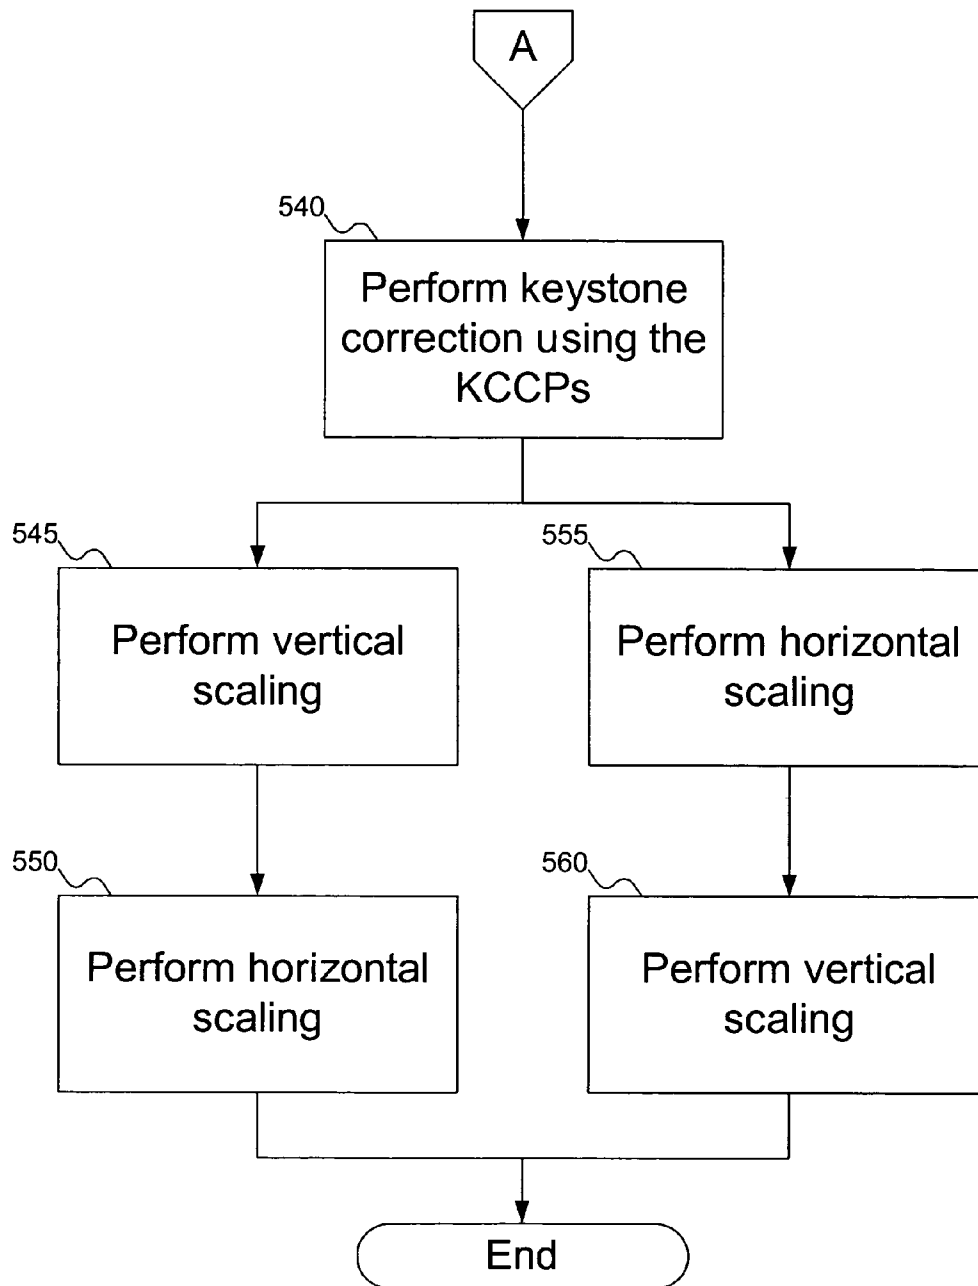 A
540
Perform keystone
correction using the
KCCPs
545
Perform vertical
scaling
555
Perform horizontal
scaling
550
Perform horizontal
scaling
560
Perform vertical
scaling
End